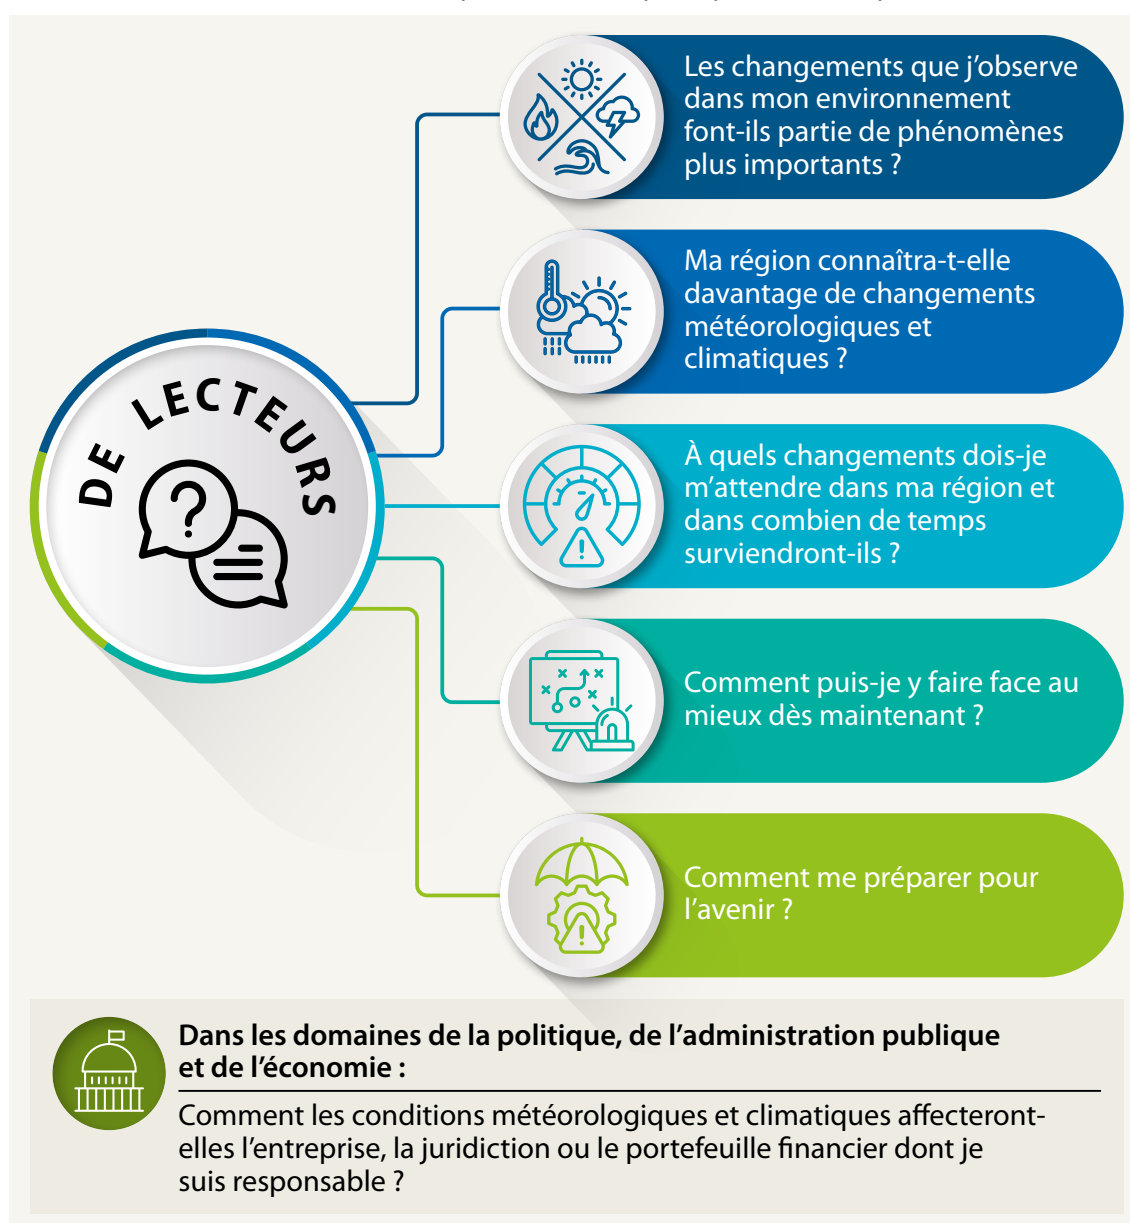 DE LECTEURS
Les changements que j’observe
dans mon environnement
font-ils partie de phénomènes
plus importants ?
Ma région connaîtra-t-elle
davantage de changements
météorologiques et
climatiques ?
À quels changements dois-je
m’attendre dans ma région et
dans combien de temps
surviendront-ils ?
Comment puis-je y faire face au
mieux dès maintenant ?
Comment me préparer pour
l’avenir ?
Dans les domaines de la politique, de l’administration publique
et de l’économie :
Comment les conditions météorologiques et climatiques affecteront-
elles l’entreprise, la juridiction ou le portefeuille financier dont je
suis responsable ?